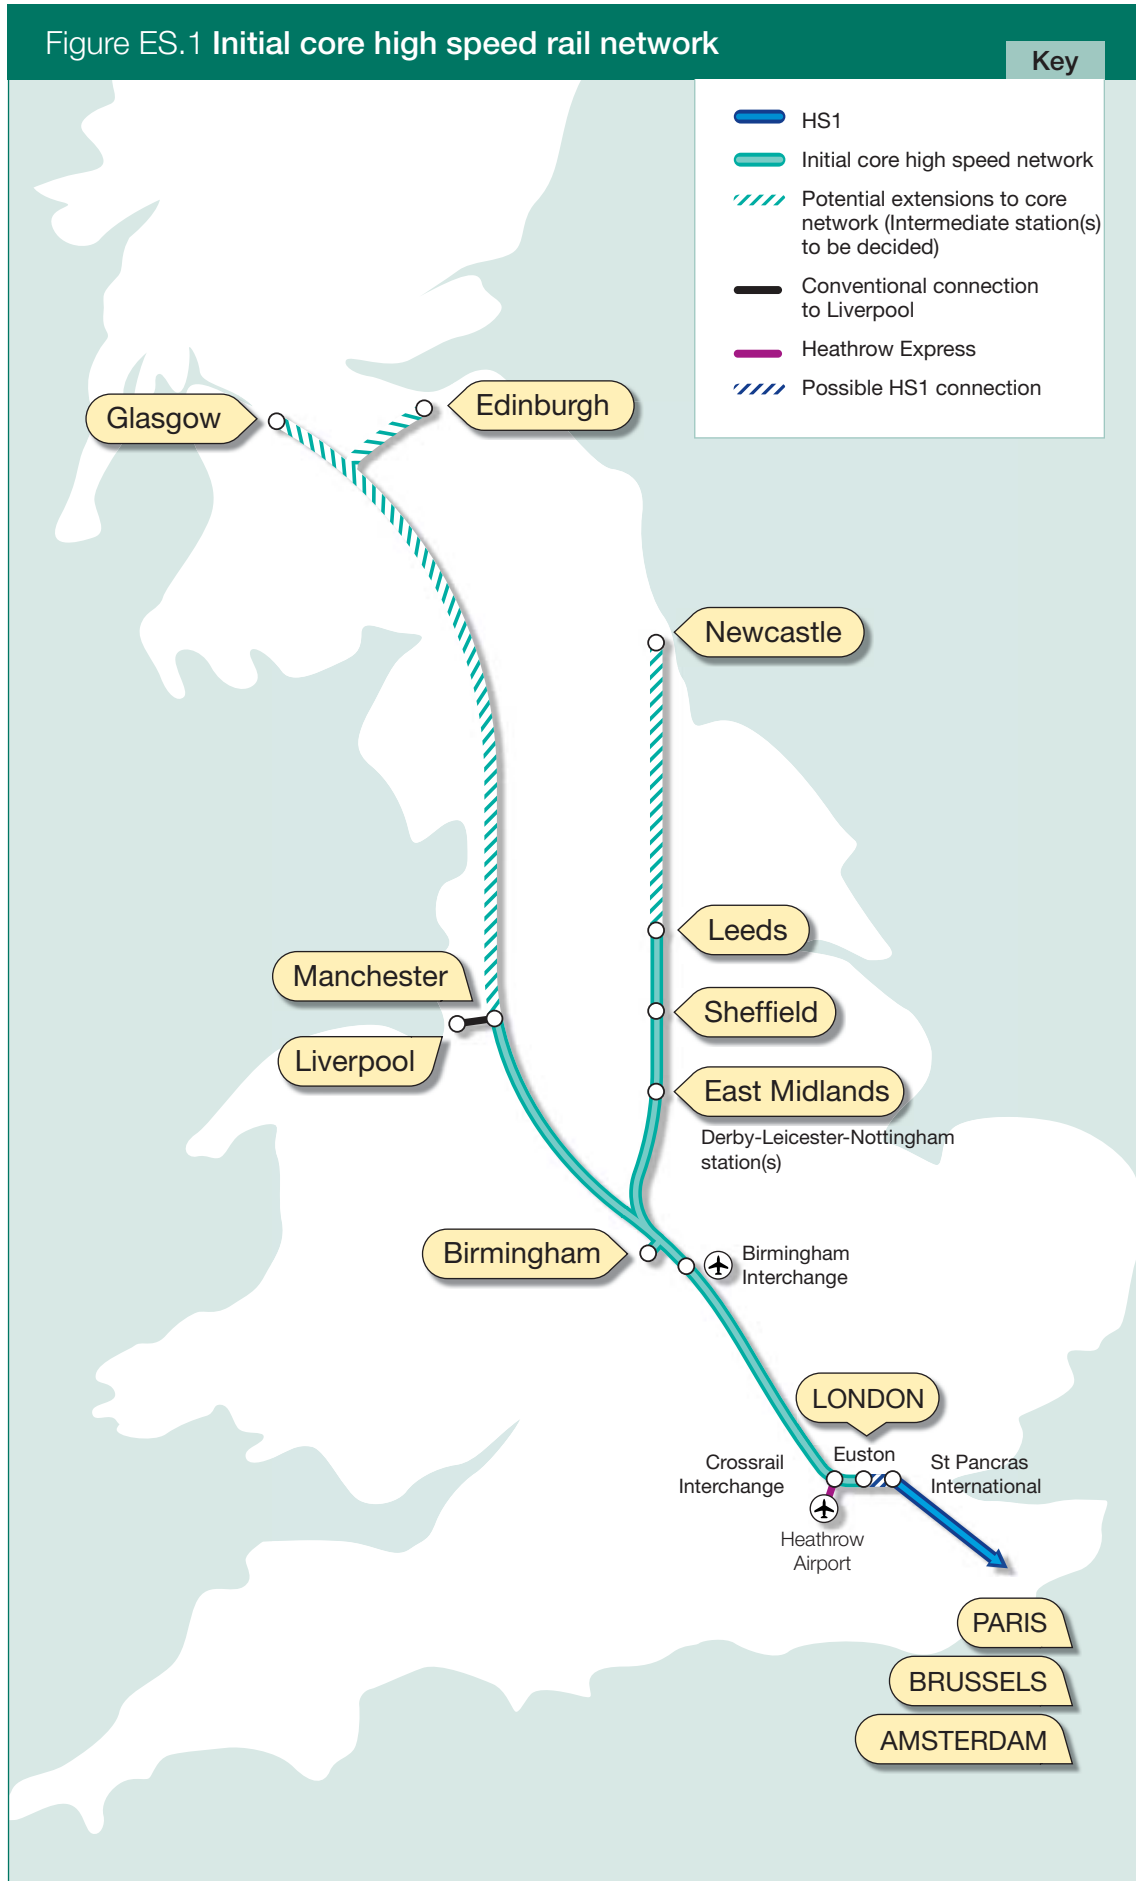 Figure ES.1 Initial core high speed rail network
Key
HS1
Initial core high speed network
Potential extensions to core
network (Intermediate station(s)
to be decided)
Conventional connection
to Liverpool
Heathrow Express
Possible HS1 connection
Glasgow
Edinburgh
Newcastle
Leeds
Manchester
Sheffield
Liverpool
East Midlands
Derby-Leicester-Nottingham
station(s)
Birmingham
Birmingham
Interchange
LONDON
Euston
Crossrail
Interchange
St Pancras
International
Heathrow
Airport
PARIS
BRUSSELS
AMSTERDAM